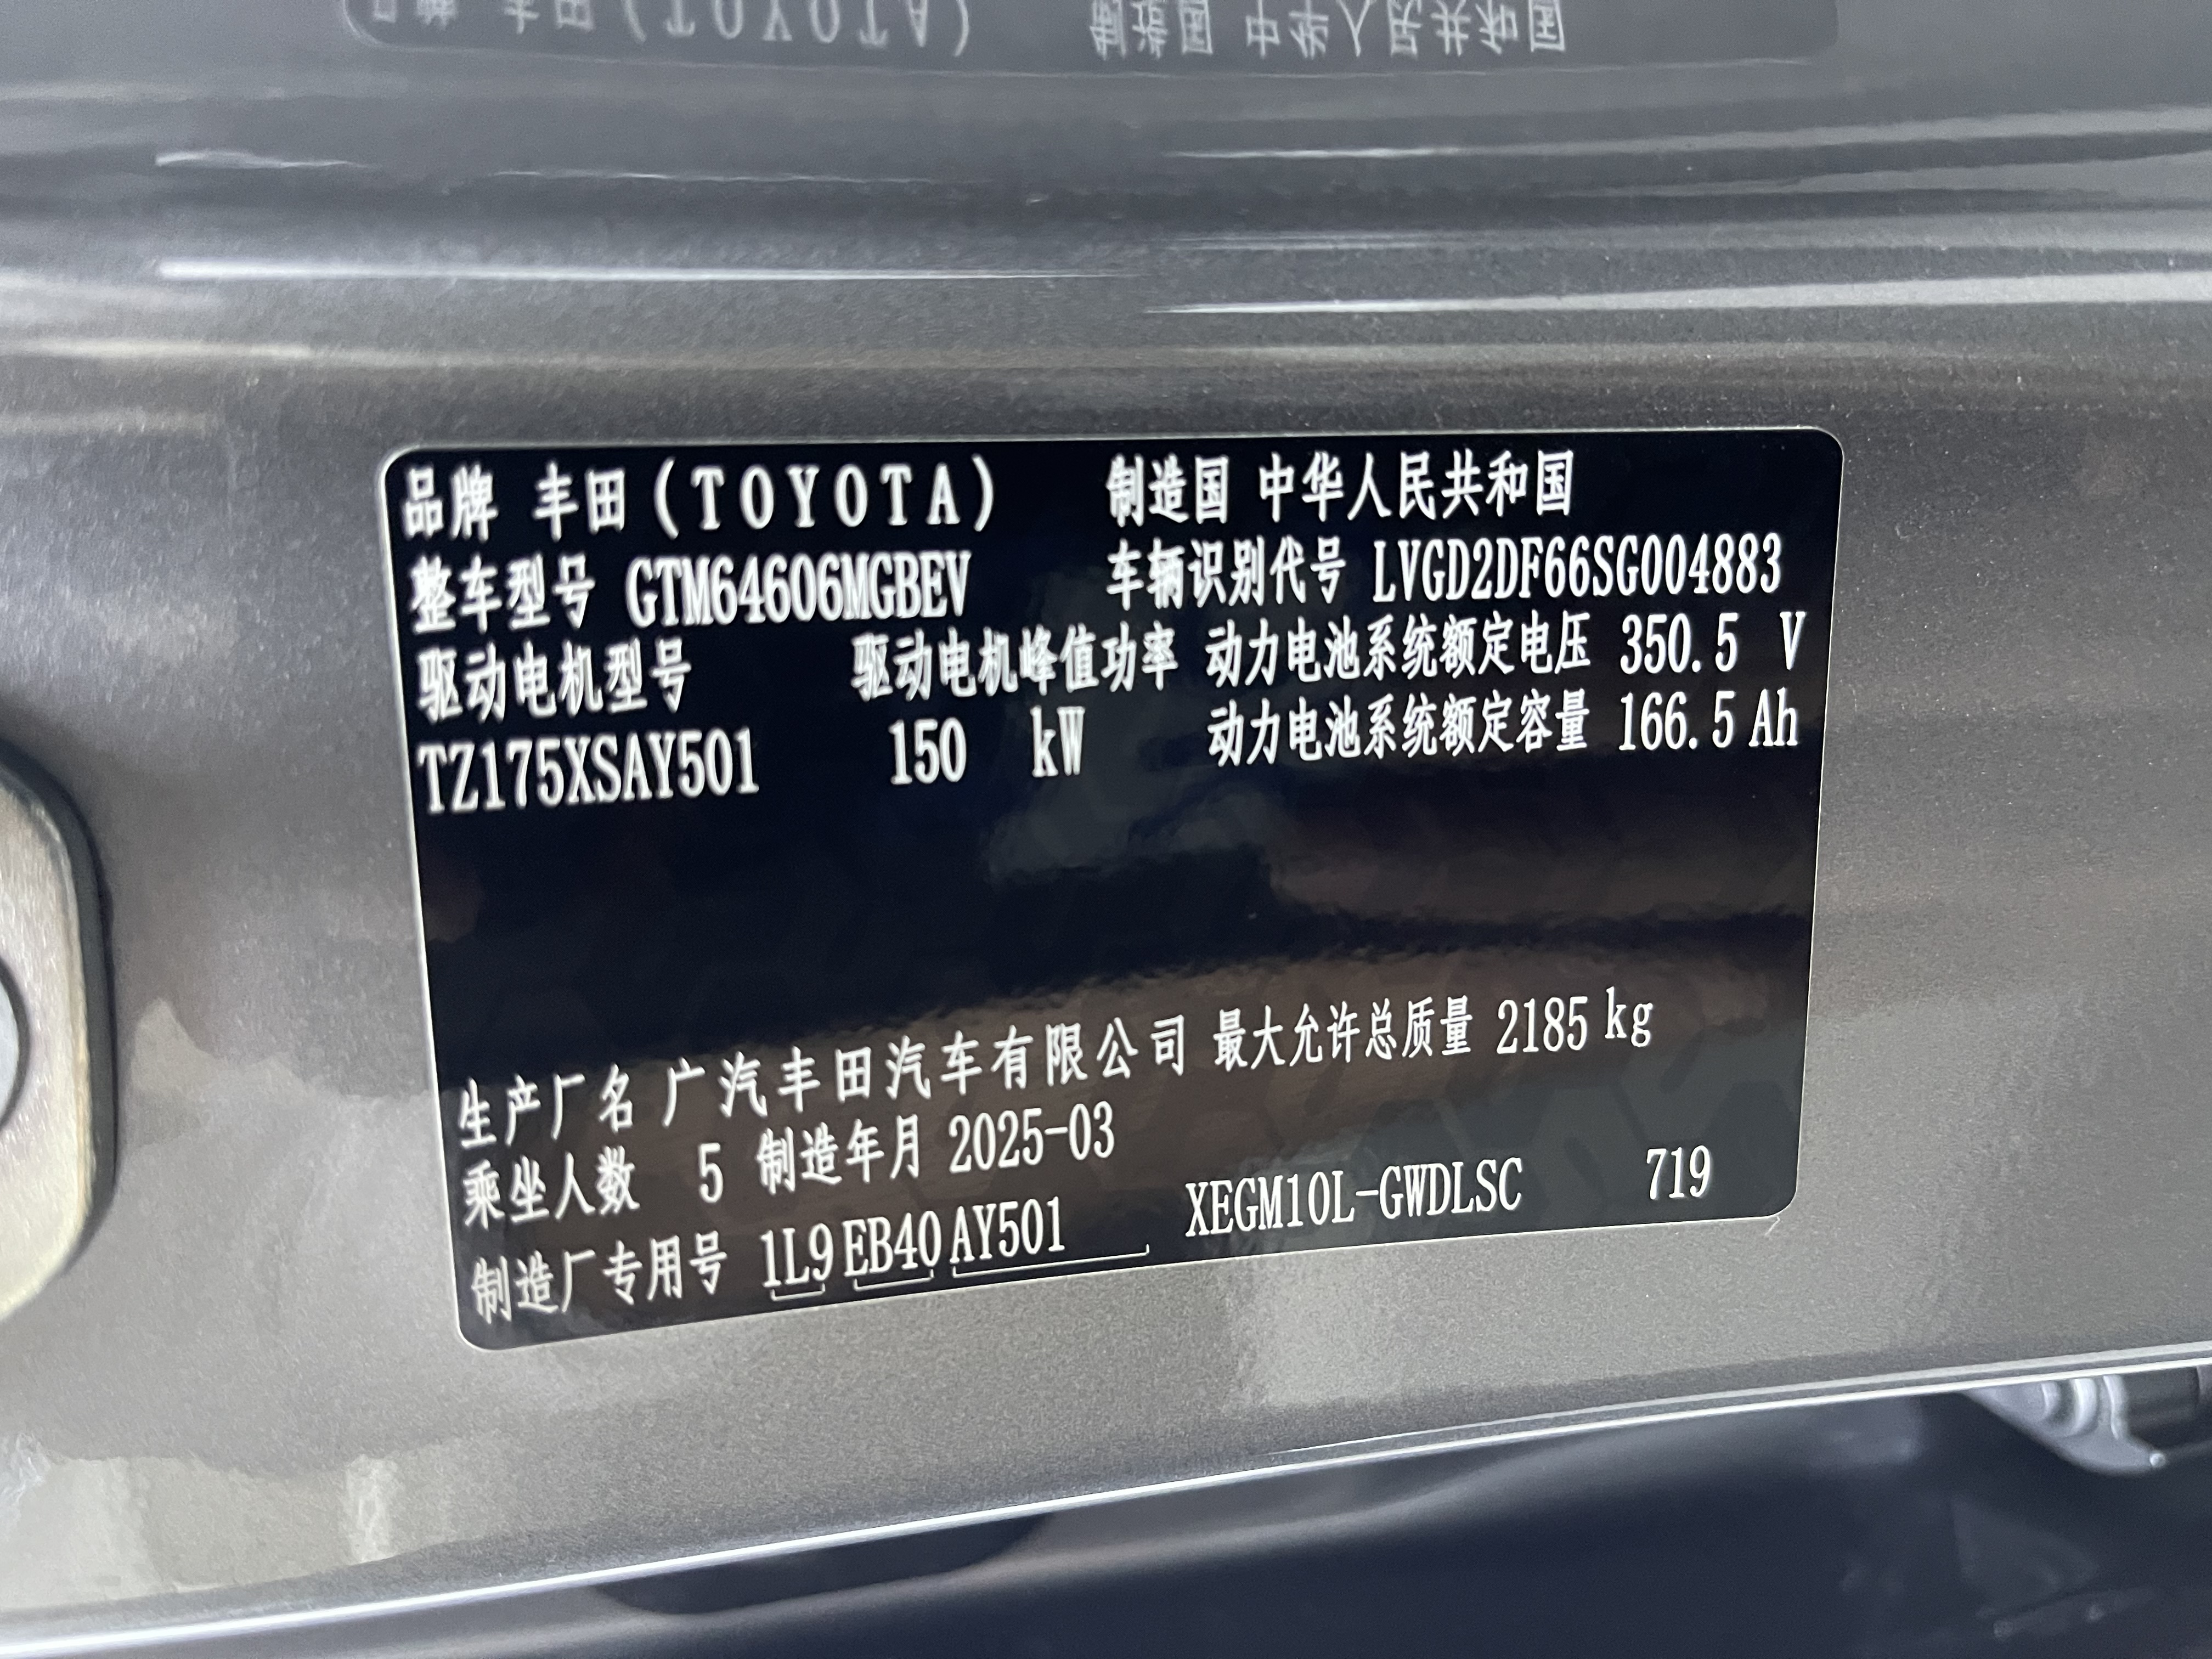 品牌 丰田(TOYOTA) 制造国 中华人民共和国
整车型号 GTM64606MGBEV 车辆识别代号 LVGD2DF66SG004883
驱动电机型号 驱动电机峰值功率 动力电池系统额定电压 350.5 V
TZ175XSAY501 150 kW 动力电池系统额定容量 166.5 Ah
生产厂名 广汽丰田汽车有限公司 最大允许总质量 2185 kg
乘坐人数 5 制造年月 2025-03
制造厂专用号 1L9 EB40 AY501 XEGM10L-GWDLSC 719